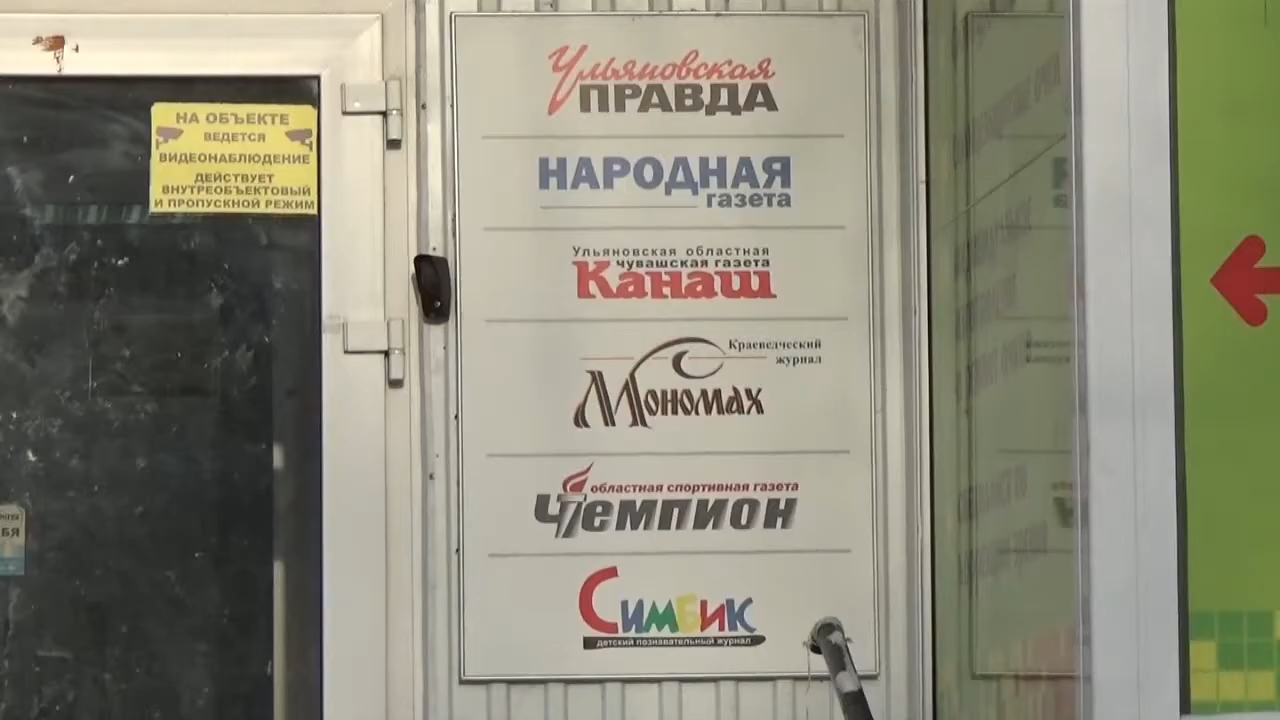 НА ОБЪЕКТЕ
ВЕДЕТСЯ
ВИДЕОНАБЛЮДЕНИЕ
ДЕЙСТВУЕТ
ВНУТРЕОБЪЕКТОВЫЙ
И ПРОПУСКНОЙ РЕЖИМ
Ульяновская
ПРАВДА
НАРОДНАЯ
газета
Ульяновская областная
чувашская газета
Канаш
Краеведческий
журнал
Мономах
областная спортивная газета
Чемпион
Симбик
детский познавательный журнал